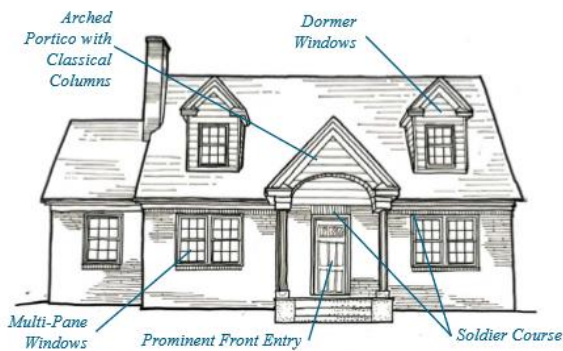 Arched
Portico with
Classical
Columns
Dormer
Windows
Multi-Pane
Windows
Prominent Front Entry
Soldier Course